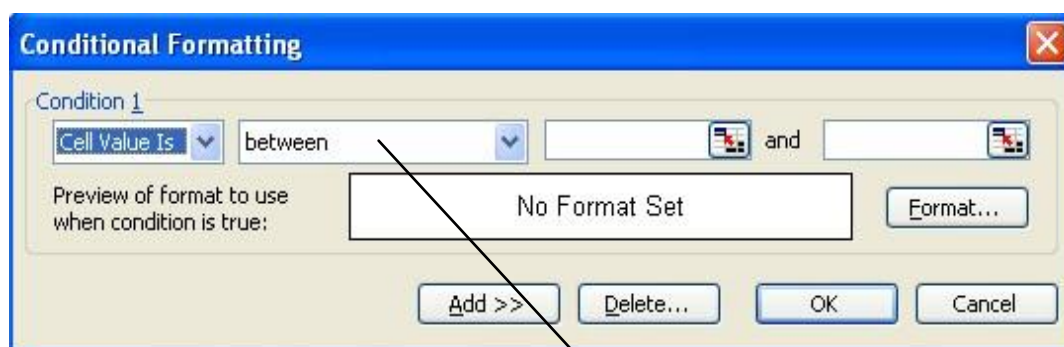 Conditional Formatting
Condition 1
Cell Value Is between and
Preview of format to use
when condition is true:
No Format Set
Format...
Add >> Delete... OK Cancel